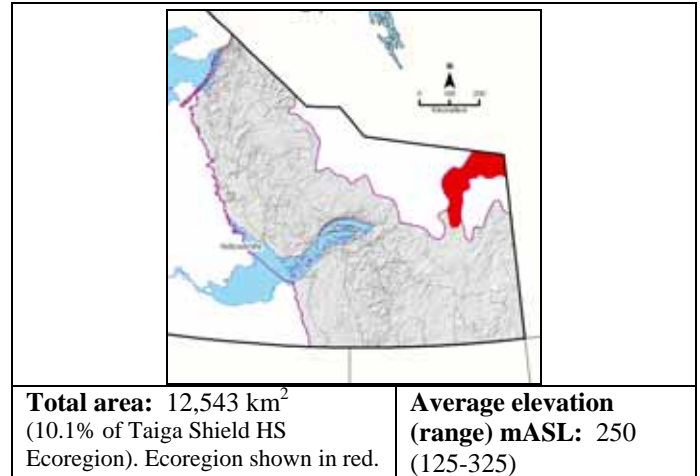 Total area: 12,543 km²
(10.1% of Taiga Shield HS
Ecoregion). Ecoregion shown in red.
Average elevation
(range) mASL: 250
(125-325)